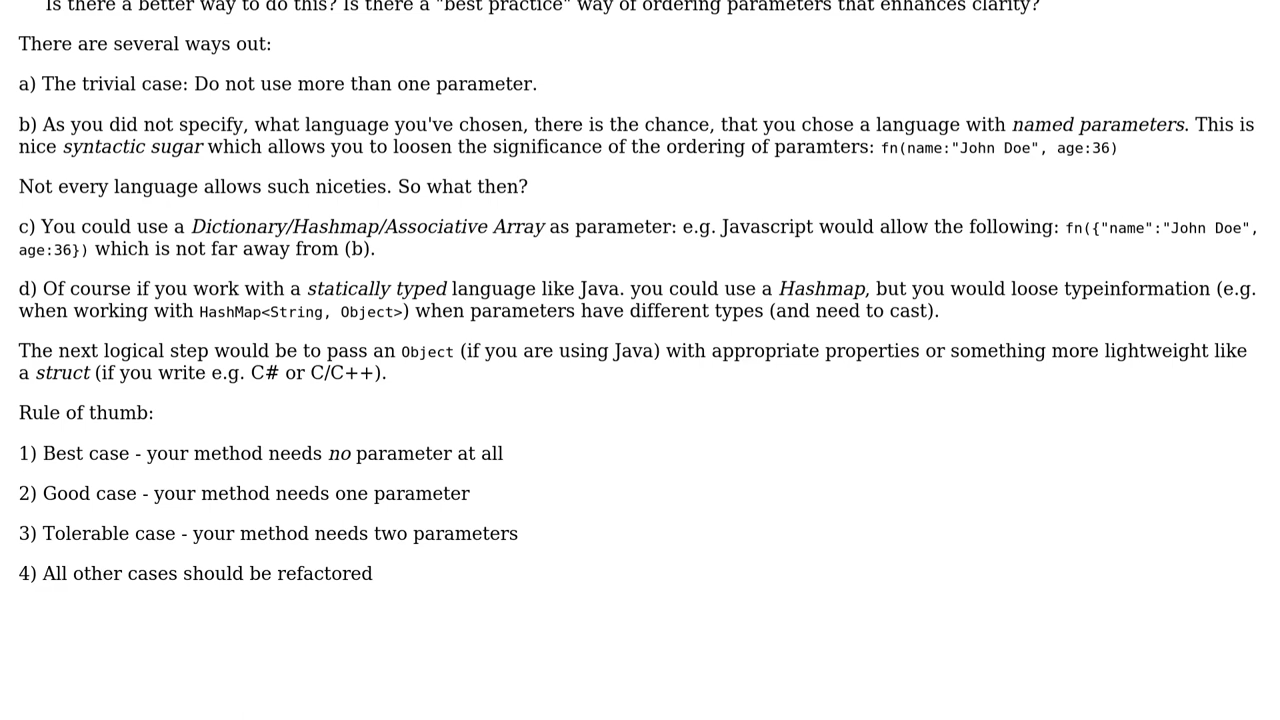 Is there a better way to do this? Is there a "best practice" way of ordering parameters that enhances clarity?
There are several ways out:
a) The trivial case: Do not use more than one parameter.
b) As you did not specify, what language you've chosen, there is the chance, that you chose a language with named parameters. This is
nice syntactic sugar which allows you to loosen the significance of the ordering of paramters: fn(name:"John Doe", age:36)
Not every language allows such niceties. So what then?
c) You could use a Dictionary/Hashmap/Associative Array as parameter: e.g. Javascript would allow the following: fn({"name":"John Doe",
age:36}) which is not far away from (b).
d) Of course if you work with a statically typed language like Java. you could use a Hashmap, but you would loose typeinformation (e.g.
when working with HashMap<String, Object>) when parameters have different types (and need to cast).
The next logical step would be to pass an Object (if you are using Java) with appropriate properties or something more lightweight like
a struct (if you write e.g. C# or C/C++).
Rule of thumb:
1) Best case - your method needs no parameter at all
2) Good case - your method needs one parameter
3) Tolerable case - your method needs two parameters
4) All other cases should be refactored